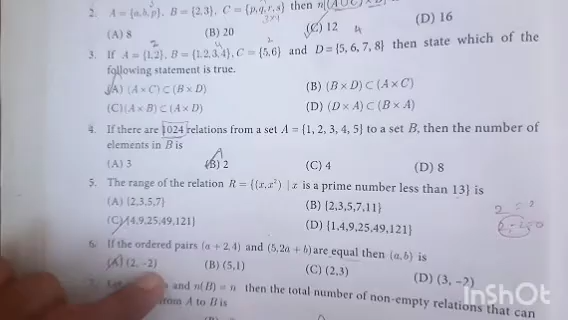 2. A = {a,b,p}, B = {2,3}, C = {p,q,r,s} then n[(A∪C) × B] is
(A) 8 (B) 20 (C) 12 (D) 16
3. If A = {1,2}, B = {1,2,3,4}, C = {5,6} and D = {5, 6, 7, 8} then state which of the
following statement is true.
(A) (A × C) ⊂ (B × D) (B) (B × D) ⊂ (A × C)
(C) (A × B) ⊂ (A × D) (D) (D × A) ⊂ (B × A)
4. If there are 1024 relations from a set A = {1, 2, 3, 4, 5} to a set B, then the number of
elements in B is
(A) 3 (B) 2 (C) 4 (D) 8
5. The range of the relation R = {(x,x²) | x is a prime number less than 13} is
(A) {2,3,5,7} (B) {2,3,5,7,11}
(C) {4,9,25,49,121} (D) {1,4,9,25,49,121}
6. If the ordered pairs (a + 2, 4) and (5, 2a + b) are equal then (a, b) is
(A) (2, −2) (B) (5,1) (C) (2,3) (D) (3, −2)
and n(B) = n then the total number of non-empty relations that can
from A to B is
InShOt